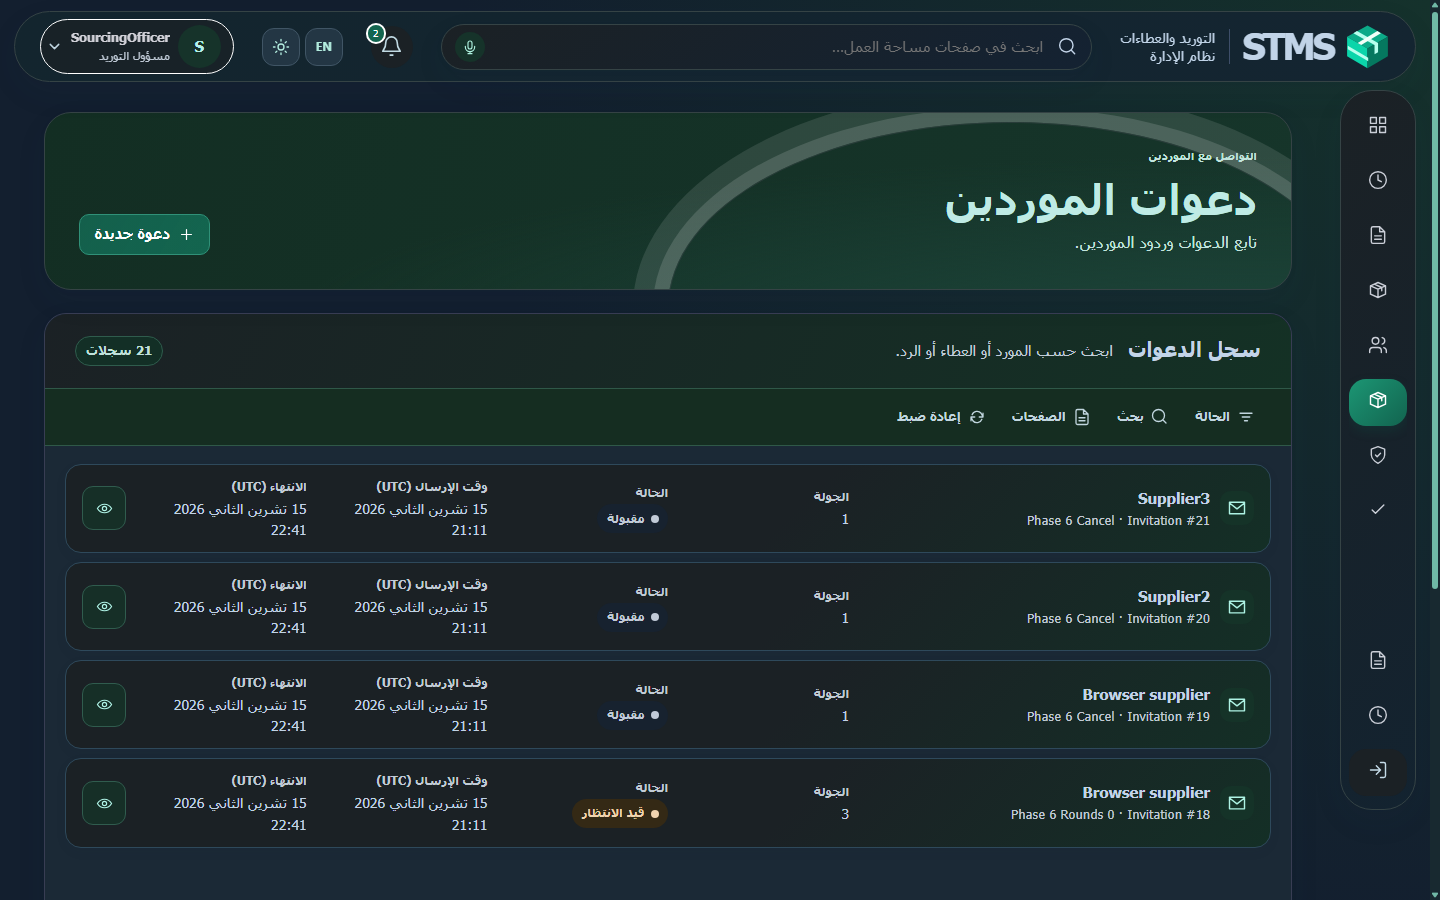 STMS
التوريد والعطاءات
نظام الإدارة
ابحث في صفحات مساحة العمل...
2
EN
S
SourcingOfficer
مسؤول التوريد
التواصل مع الموردين
دعوات الموردين
تابع الدعوات وردود الموردين.
دعوة جديدة
سجل الدعوات
ابحث حسب المورد أو العطاء أو الرد.
21 سجلات
الحالة
بحث
الصفحات
إعادة ضبط
Supplier3
Phase 6 Cancel · Invitation #21
الجولة
1
الحالة
مقبولة
وقت الإرسال (UTC)
15 تشرين الثاني 2026
21:11
الانتهاء (UTC)
15 تشرين الثاني 2026
22:41
Supplier2
Phase 6 Cancel · Invitation #20
الجولة
1
الحالة
مقبولة
وقت الإرسال (UTC)
15 تشرين الثاني 2026
21:11
الانتهاء (UTC)
15 تشرين الثاني 2026
22:41
Browser supplier
Phase 6 Cancel · Invitation #19
الجولة
1
الحالة
مقبولة
وقت الإرسال (UTC)
15 تشرين الثاني 2026
21:11
الانتهاء (UTC)
15 تشرين الثاني 2026
22:41
Browser supplier
Phase 6 Rounds 0 · Invitation #18
الجولة
3
الحالة
قيد الانتظار
وقت الإرسال (UTC)
15 تشرين الثاني 2026
21:11
الانتهاء (UTC)
15 تشرين الثاني 2026
22:41